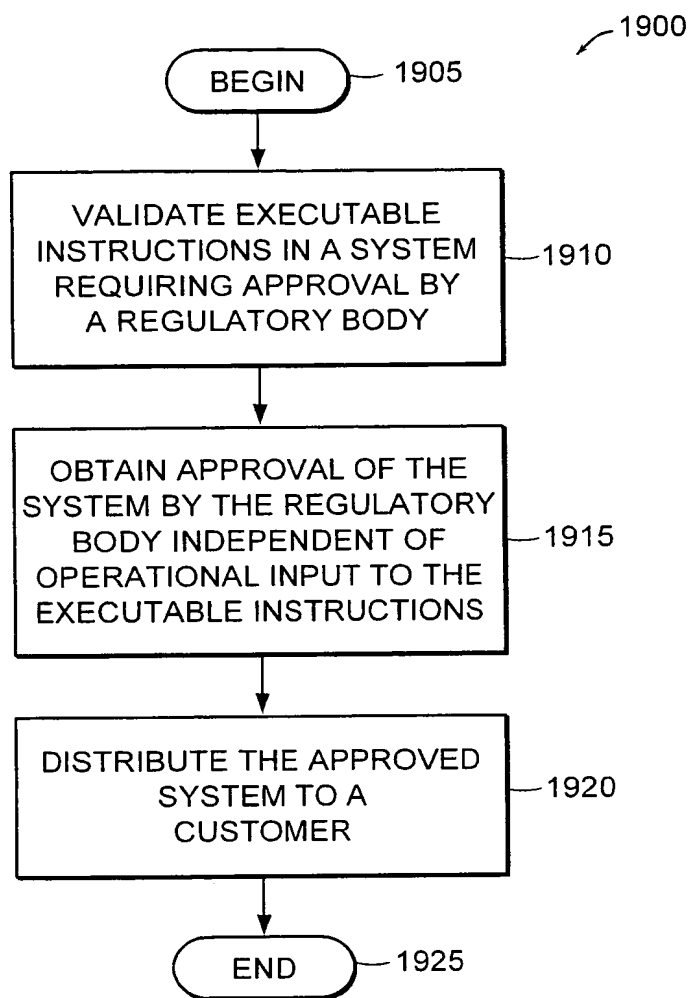 1900
BEGIN
1905
VALIDATE EXECUTABLE
INSTRUCTIONS IN A SYSTEM
REQUIRING APPROVAL BY
A REGULATORY BODY
1910
OBTAIN APPROVAL OF THE
SYSTEM BY THE REGULATORY
BODY INDEPENDENT OF
OPERATIONAL INPUT TO THE
EXECUTABLE INSTRUCTIONS
1915
DISTRIBUTE THE APPROVED
SYSTEM TO A
CUSTOMER
1920
END
1925